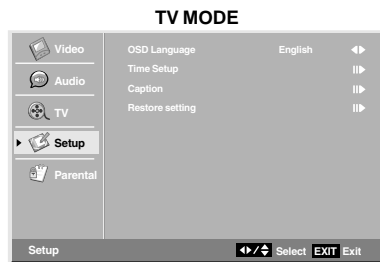 TV MODE
Video
Audio
TV
Setup
Parental
OSD Language English
Time Setup
Caption
Restore setting
Setup
Select EXIT Exit